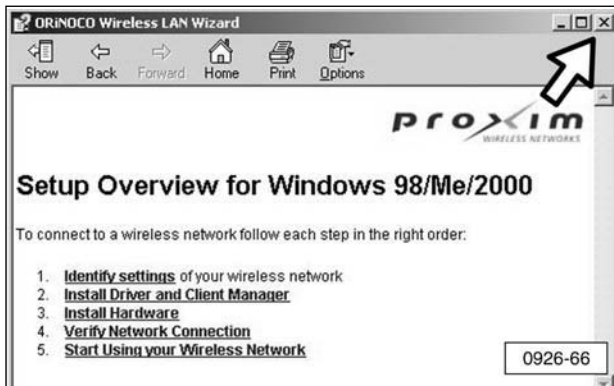 ORiNOCO Wireless LAN Wizard
Show Back Forward Home Print Options
proxim
WIRELESS NETWORKS
Setup Overview for Windows 98/Me/2000
To connect to a wireless network follow each step in the right order:
1. Identify settings of your wireless network
2. Install Driver and Client Manager
3. Install Hardware
4. Verify Network Connection
5. Start Using your Wireless Network
0926-66